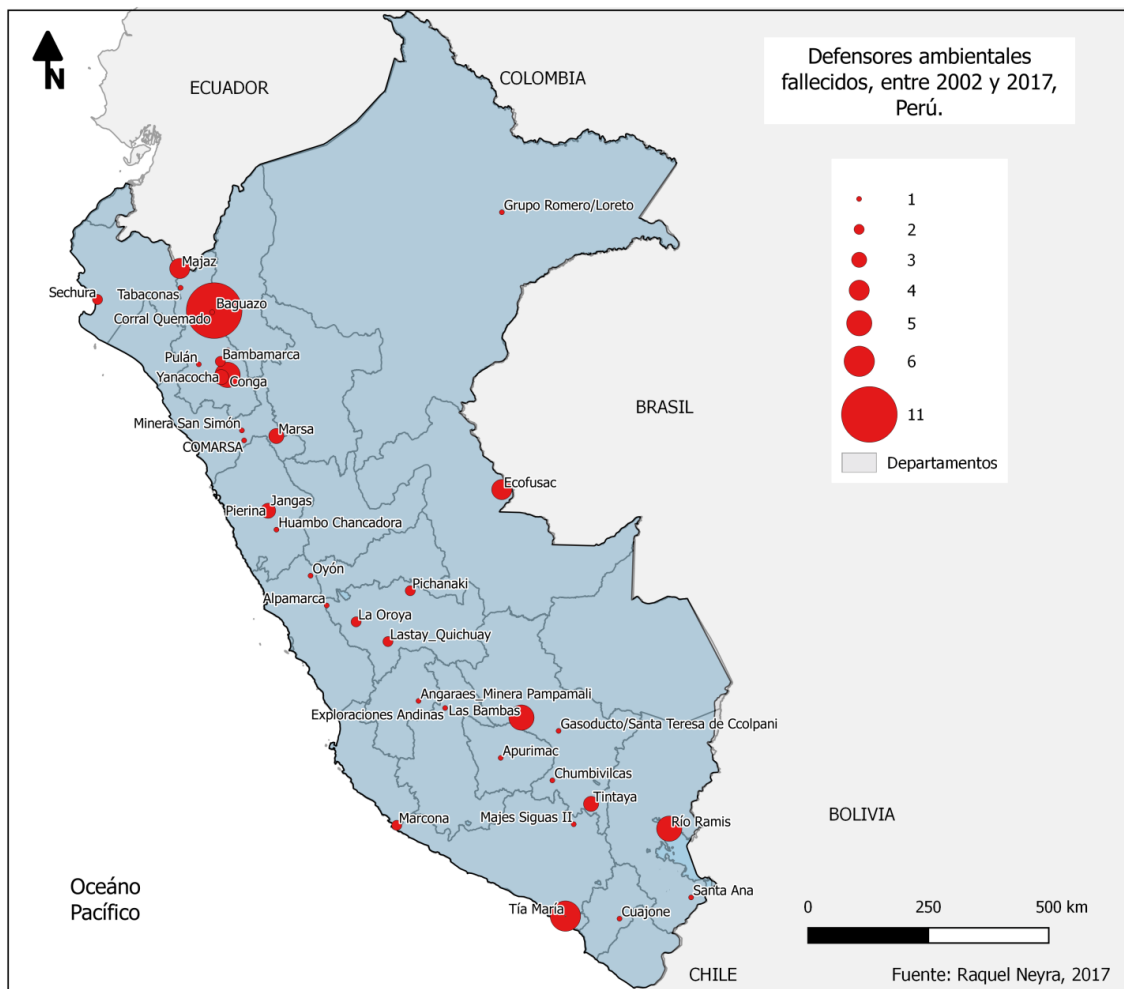 N
ECUADOR
COLOMBIA
Defensores ambientales
fallecidos, entre 2002 y 2017,
Perú.
1
2
3
4
5
6
11
Departamentos
Grupo Romero/Loreto
Majaz
Sechura
Tabaconas
Baguazo
Corral Quemado
Pulán
Bambamarca
Yanacocha
Conga
BRASIL
Minera San Simón
Marsa
COMARSA
Ecofusac
Jangas
Pierina
Huambo Chancadora
Oyón
Pichanaki
Alpamarca
La Oroya
Lastay_Quichuay
Angaraes_Minera Pampamali
Exploraciones Andinas
Las Bambas
Gasoducto/Santa Teresa de Ccolpani
Apurimac
Chumbivilcas
Tintaya
Majes Siguas II
Marcona
Río Ramis
BOLIVIA
Santa Ana
Oceáno
Pacífico
Tía María
Cuajone
0 250 500 km
CHILE
Fuente: Raquel Neyra, 2017